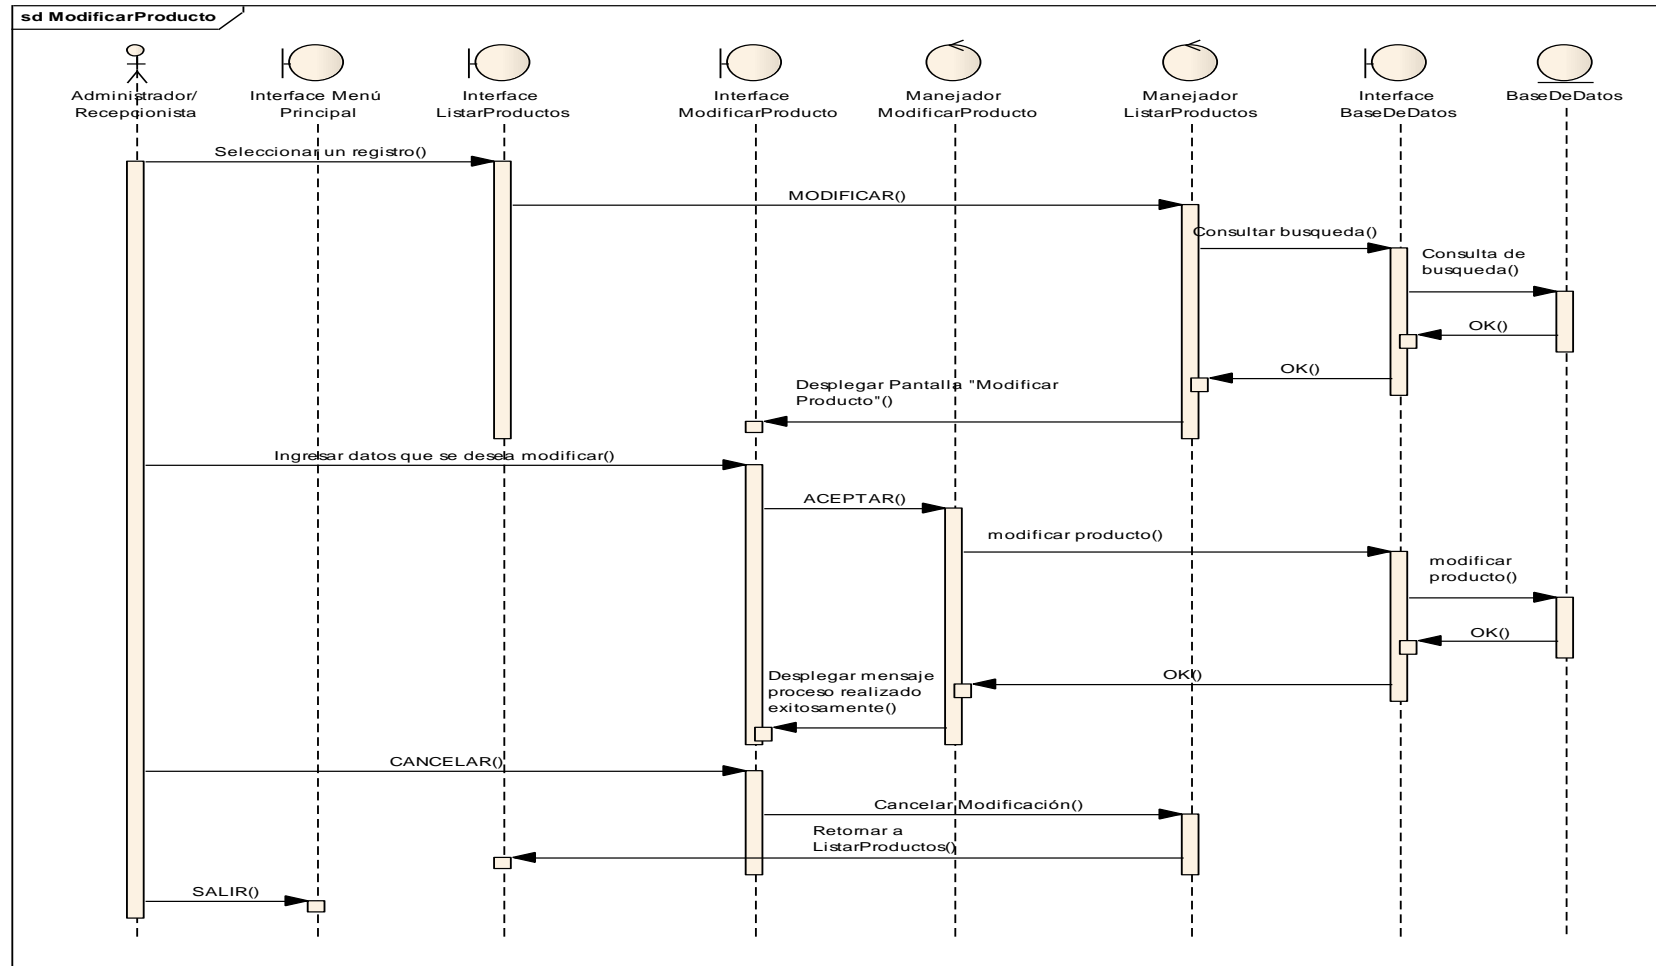 sd ModificarProducto
Administrador/
Recepcionista
Interface Menú
Principal
Interface
ListarProductos
Interface
ModificarProducto
Manejador
ModificarProducto
Manejador
ListarProductos
Interface
BaseDeDatos
BaseDeDatos
Seleccionar un registro()
MODIFICAR()
Consultar busqueda()
Consulta de
busqueda()
OK()
OK()
Desplegar Pantalla "Modificar
Producto"()
Ingresar datos que se desea modificar()
ACEPTAR()
modificar producto()
modificar
producto()
OK()
OK()
Desplegar mensaje
proceso realizado
exitosamente()
CANCELAR()
Cancelar Modificación()
Retornar a
ListarProductos()
SALIR()